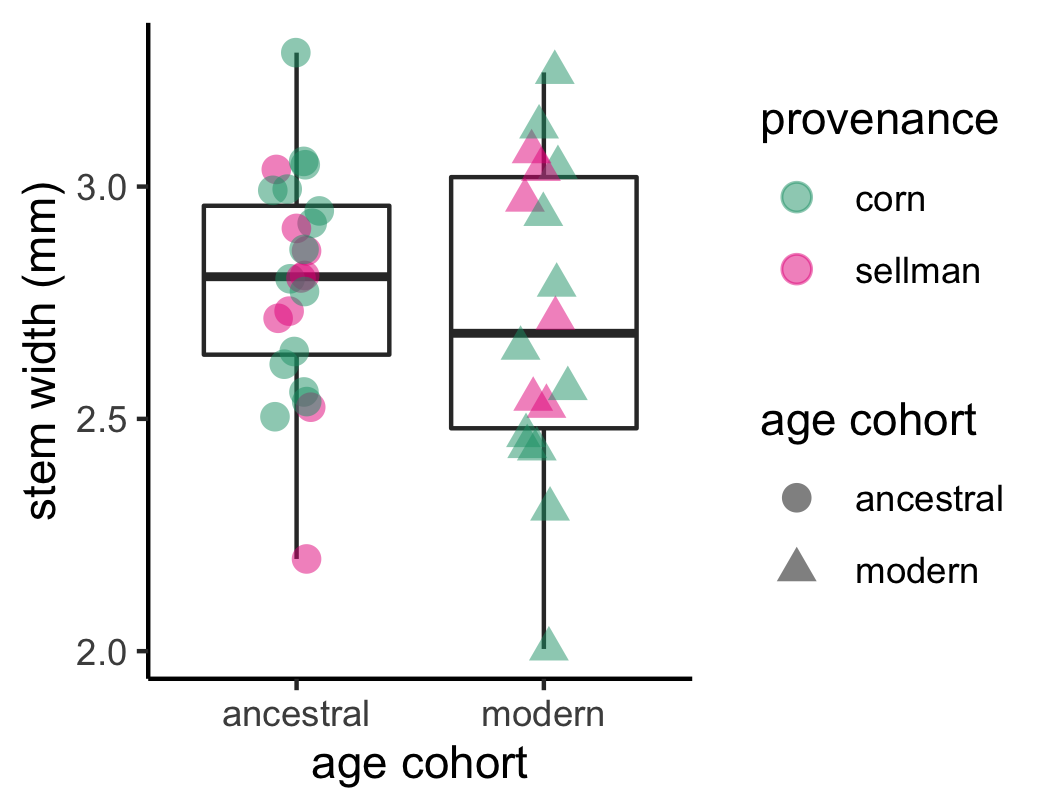 stem width (mm)
3.0
2.5
2.0
ancestral
modern
age cohort
provenance
corn
sellman
age cohort
ancestral
modern